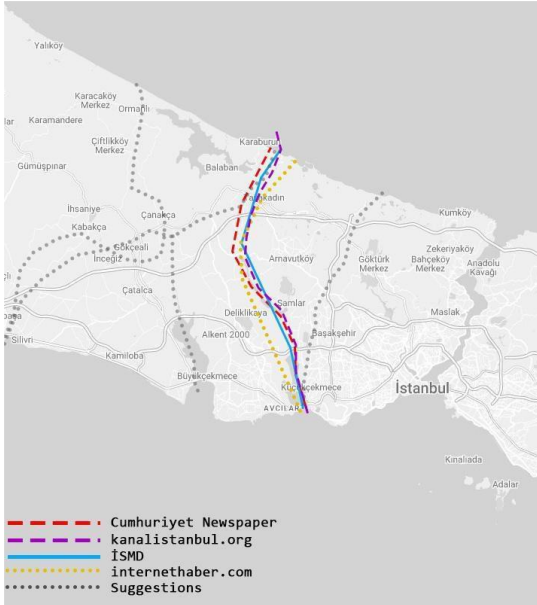 Yalıköy
Karacaköy
Merkez
Ormanlı
lar
Karamandere
Çiftlikköy
Merkez
Karaburun
Gümüşpınar
Balaban
İhsaniye
Çanakça
Kumköy
Kabakça
Gökçeali
Zekeriyaköy
İnceğiz
Arnavutköy
Göktürk
Merkez
Bahçeköy
Merkez
Anadolu
Kavağı
Çatalca
Samlar
Deliklikaya
Maslak
Silivri
Alkent 2000
Başakşehir
Kamiloba
Büyükçekmece
Küçükçekmece
İstanbul
AVCILAR
Kınalıada
Adalar
Cumhuriyet Newspaper
kanalistanbul.org
İSMD
internethaber.com
Suggestions